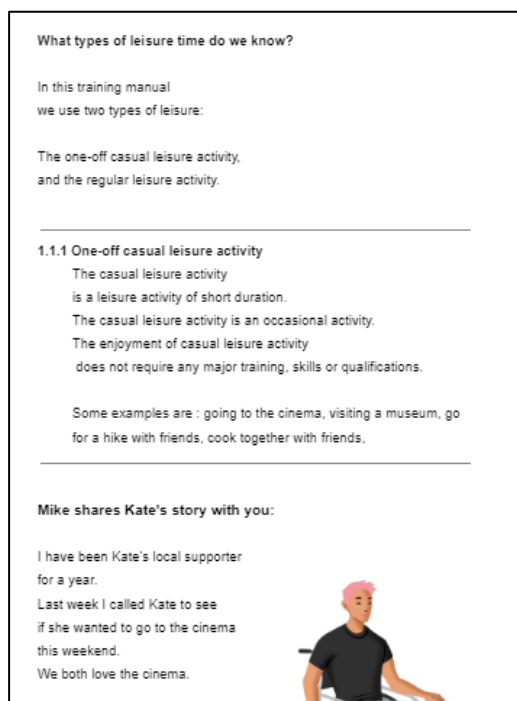 What types of leisure time do we know?
In this training manual
we use two types of leisure:
The one-off casual leisure activity,
and the regular leisure activity.
1.1.1 One-off casual leisure activity
The casual leisure activity
is a leisure activity of short duration.
The casual leisure activity is an occasional activity.
The enjoyment of casual leisure activity
does not require any major training, skills or qualifications.
Some examples are : going to the cinema, visiting a museum, go
for a hike with friends, cook together with friends,
Mike shares Kate's story with you:
I have been Kate's local supporter
for a year.
Last week I called Kate to see
if she wanted to go to the cinema
this weekend.
We both love the cinema.